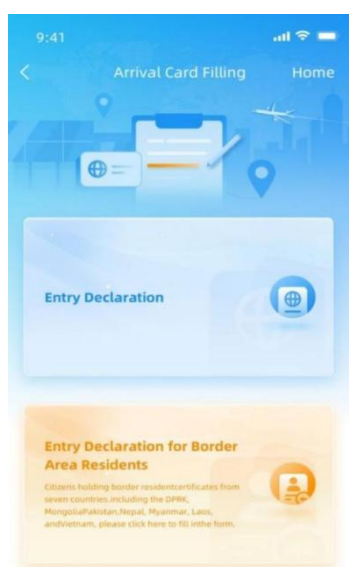 9:41
Arrival Card Filling
Home
Entry Declaration
Entry Declaration for Border
Area Residents
Citizens holding border residentcertificates from
seven countries,including the DPRK,
MongoliaPakistan,Nepal, Myanmar, Laos,
andVietnam, please click here to fill inthe form.